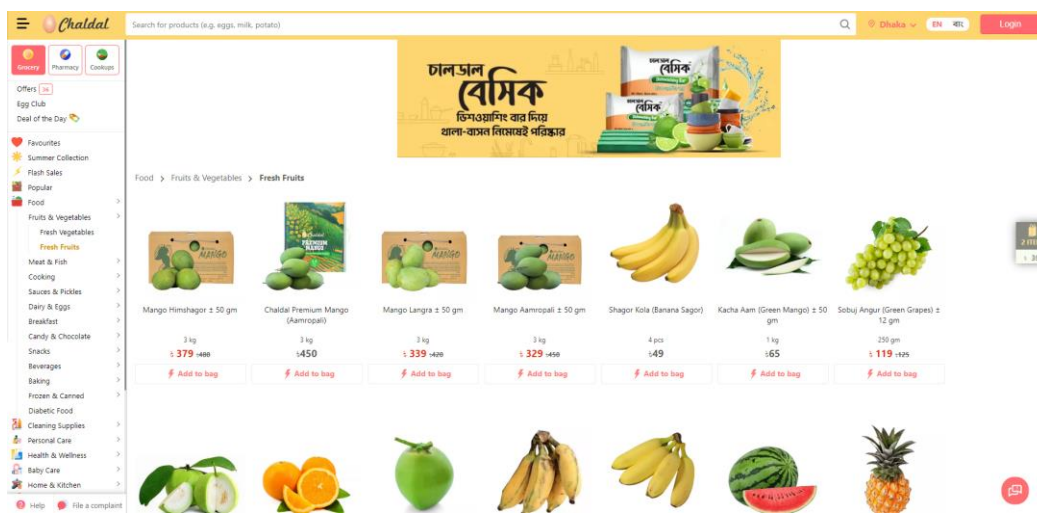 Chaldal
Search for products (e.g. eggs, milk, potato)
Dhaka
EN বাং
Login
Grocery
Pharmacy
Cookups
Offers
Egg Club
Deal of the Day
Favourites
Summer Collection
Flash Sales
Popular
Food
Fruits & Vegetables
Fresh Vegetables
Fresh Fruits
Meat & Fish
Cooking
Sauces & Pickles
Dairy & Eggs
Breakfast
Candy & Chocolate
Snacks
Beverages
Baking
Frozen & Canned
Diabetic Food
Cleaning Supplies
Personal Care
Health & Wellness
Baby Care
Home & Kitchen
Help
File a complaint
চালডাল
বেসিক
ডিশওয়াশিং বার দিয়ে
থালা-বাসন নিমেষেই পরিষ্কার
বেসিক
বেসিক
Food > Fruits & Vegetables > Fresh Fruits
MANGO
Chaldal
PREMIUM
MANGO
MANGO
MANGO
Mango Himshagor ± 50 gm
3 kg
৳ 379 ৳400
Add to bag
Chaldal Premium Mango
(Aamropali)
3 kg
৳450
Add to bag
Mango Langra ± 50 gm
3 kg
৳ 339 ৳420
Add to bag
Mango Aamropali ± 50 gm
3 kg
৳ 329 ৳450
Add to bag
Shagor Kola (Banana Sagor)
4 pcs
৳49
Add to bag
Kacha Aam (Green Mango) ± 50
gm
1 kg
৳65
Add to bag
Sobuj Angur (Green Grapes) ±
12 gm
250 gm
৳ 119 ৳125
Add to bag